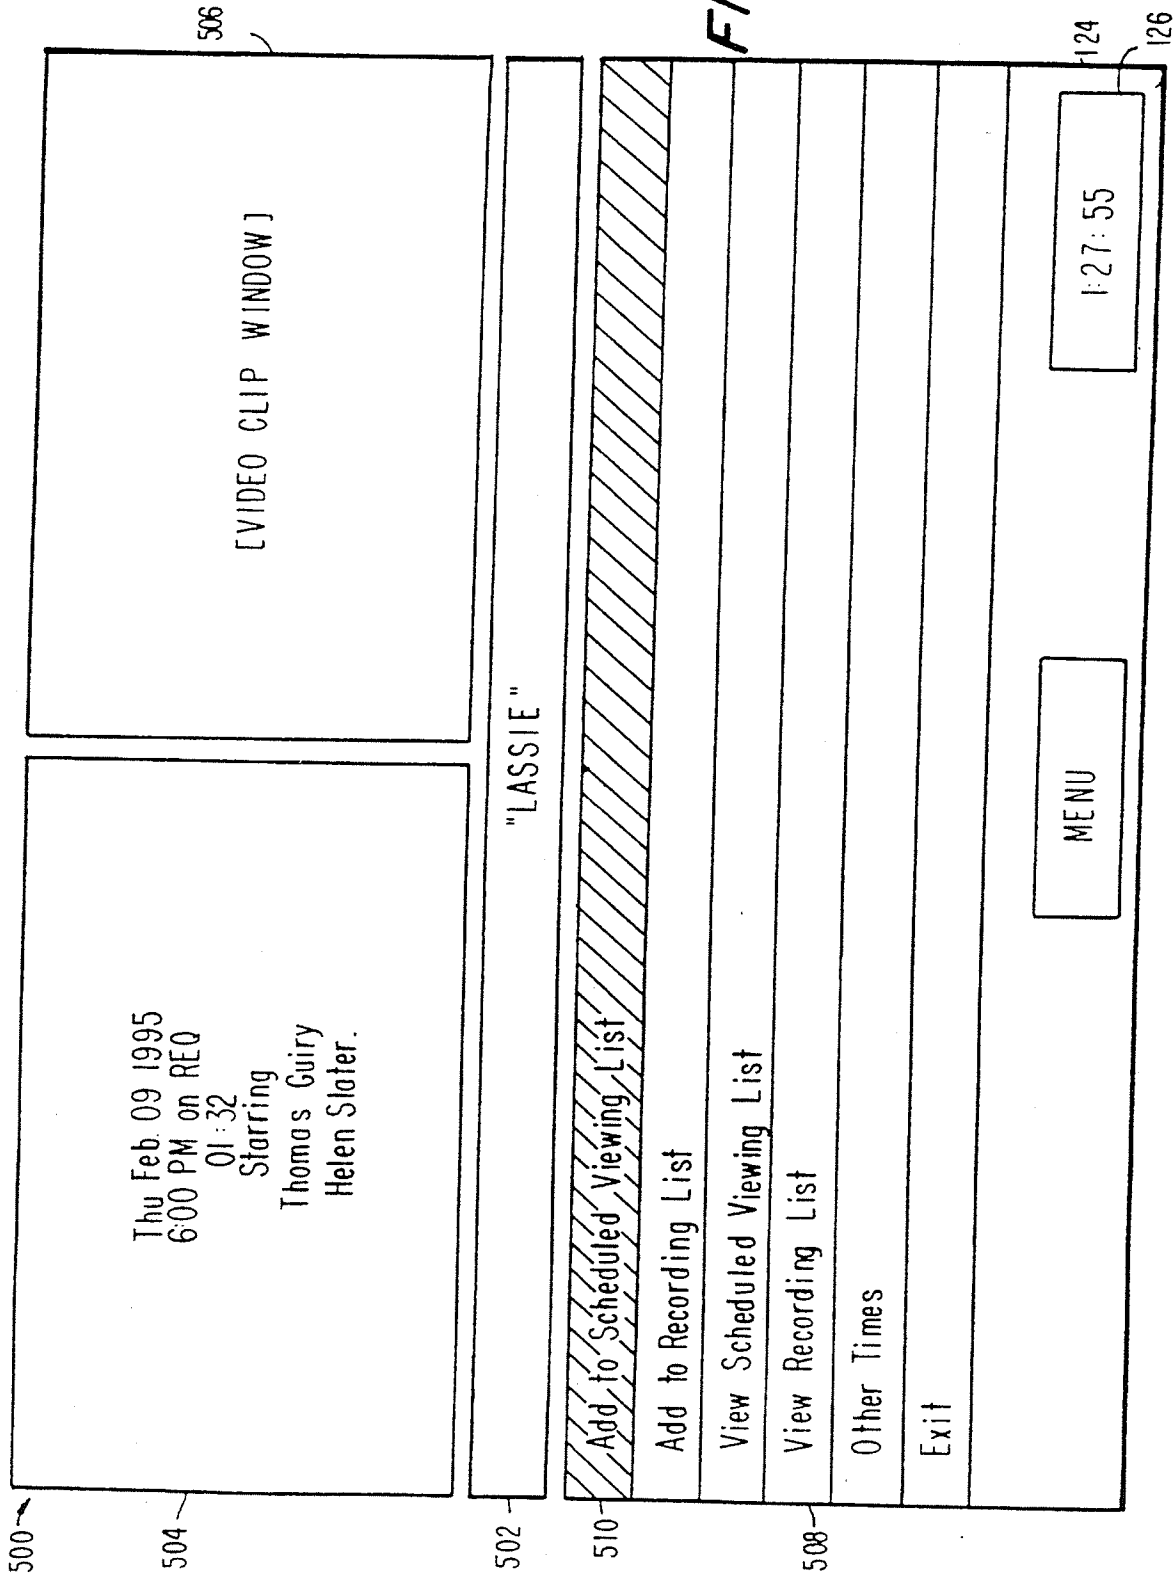 500
504
Thu Feb. 09 1995
6:00 PM on REQ
01:32
Starring
Thomas Guiry
Helen Slater.
[VIDEO CLIP WINDOW]
506
502
"LASSIE"
510
Add to Scheduled Viewing List
Add to Recording List
View Scheduled Viewing List
508
View Recording List
Other Times
Exit
MENU
1:27:55
124
126